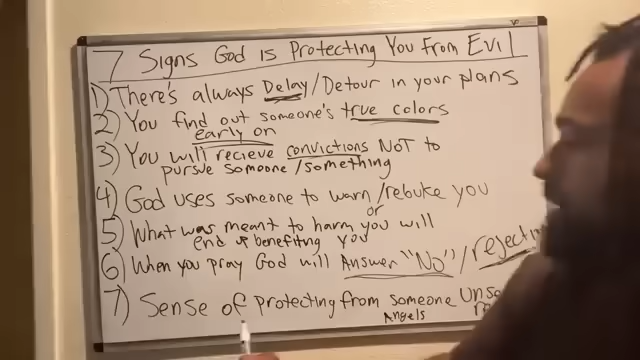 7 Signs God is Protecting You From Evil
1) There's always Delay/Detour in your plans
2) You find out someone's true colors
early on
3) You will recieve convictions NOT to
pursue someone/something
4) God uses someone to warn/rebuke you
or
5) What was meant to harm you will
end up benefiting you
6) When you pray God will Answer "No"/
7) Sense of protecting from someone
Angels